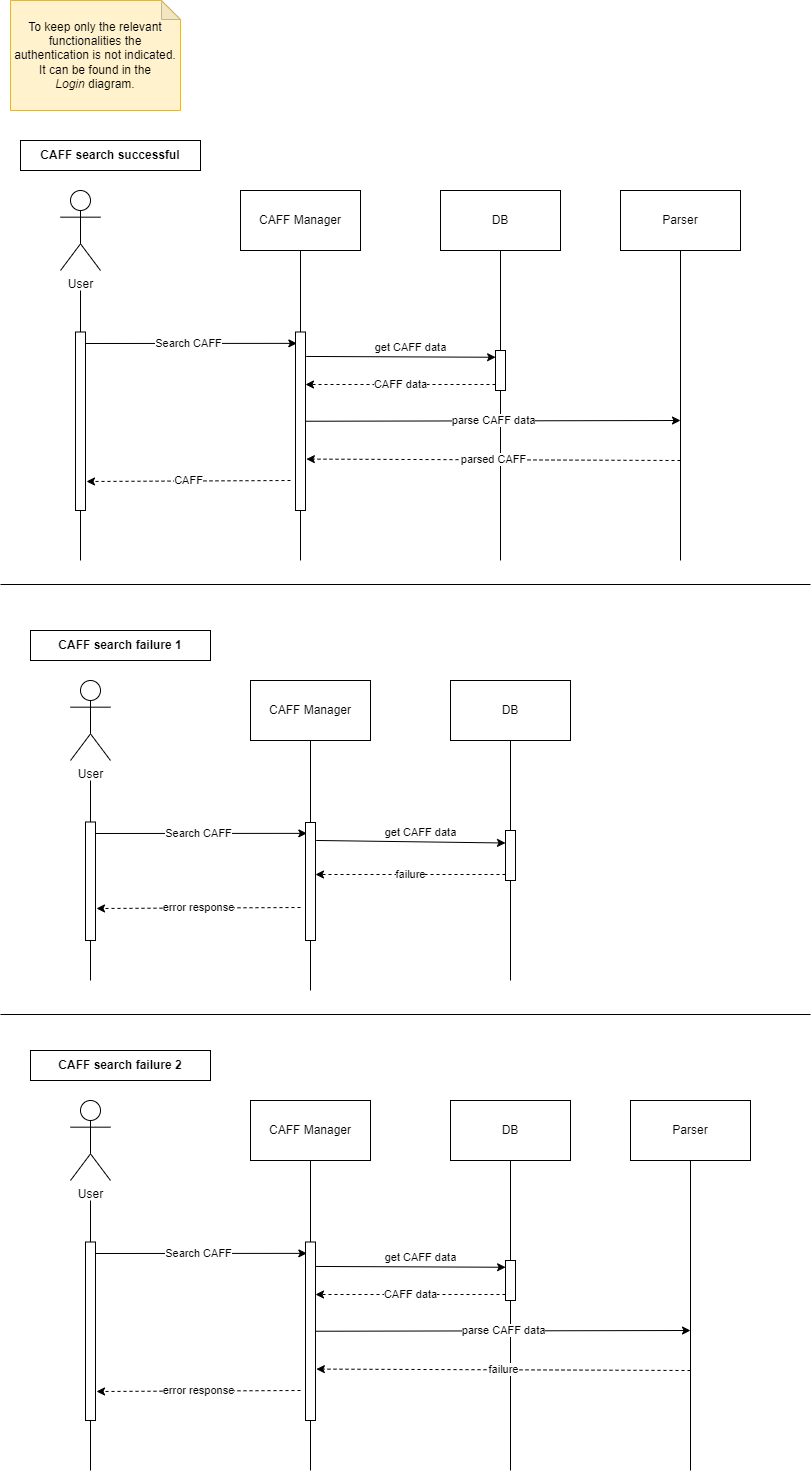 To keep only the relevant
functionalities the
authentication is not indicated.
It can be found in the
Login diagram.
CAFF search successful
CAFF Manager
DB
Parser
User
Search CAFF
get CAFF data
CAFF data
parse CAFF data
parsed CAFF
CAFF
CAFF search failure 1
CAFF Manager
DB
User
Search CAFF
get CAFF data
failure
error response
CAFF search failure 2
CAFF Manager
DB
Parser
User
Search CAFF
get CAFF data
CAFF data
parse CAFF data
failure
error response